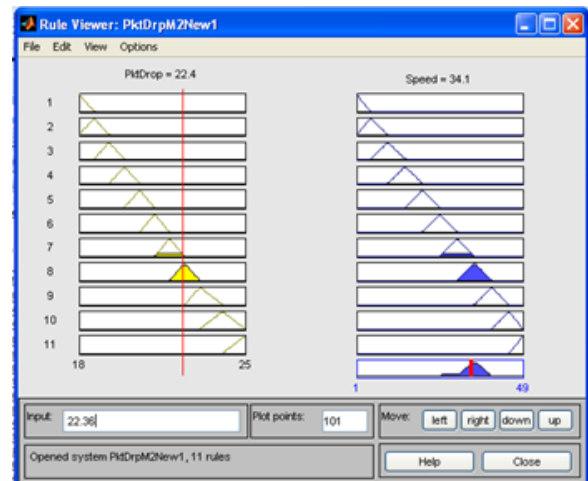 Rule Viewer: PktDrpM2New1
File Edit View Options
PktDrop = 22.4
Speed = 34.1
1
2
3
4
5
6
7
8
9
10
11
18 25
1 49
Input: 22.36
Plot points: 101
Move: left right down up
Opened system PktDrpM2New1, 11 rules
Help Close